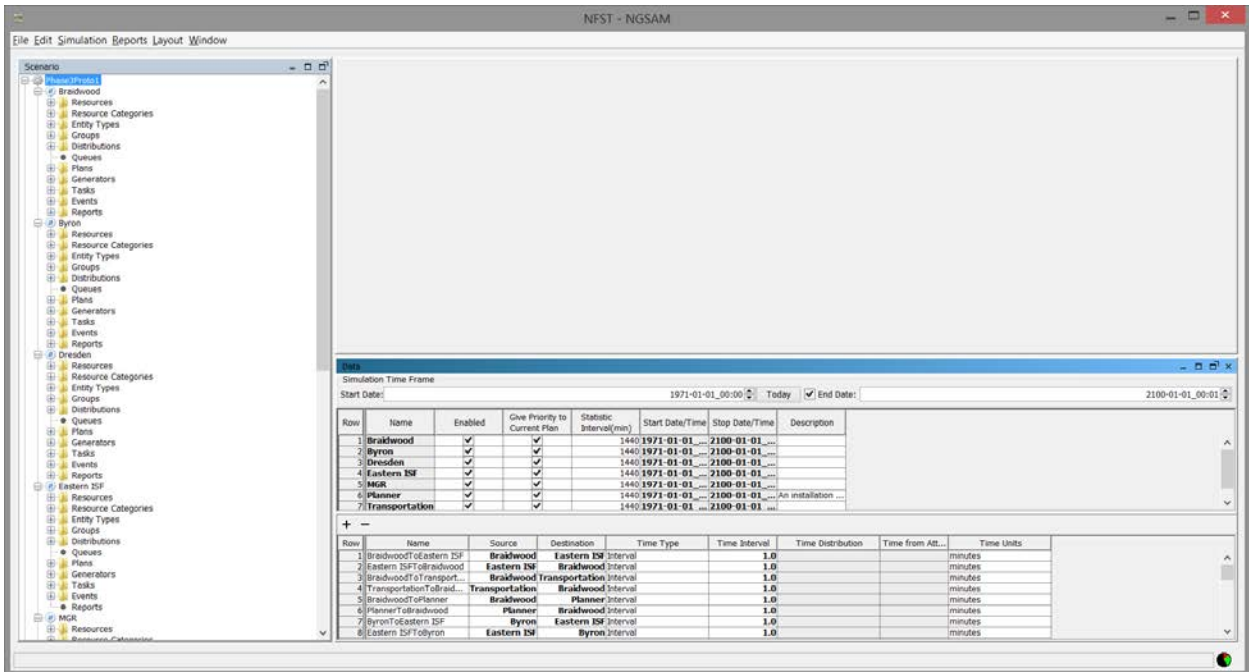 NFST - NGSAM
File Edit Simulation Reports Layout Window
Scenario
Phase3Proto1
Braidwood
Resources
Resource Categories
Entity Types
Groups
Distributions
Queues
Plans
Generators
Tasks
Events
Reports
Byron
Resources
Resource Categories
Entity Types
Groups
Distributions
Queues
Plans
Generators
Tasks
Events
Reports
Dresden
Resources
Resource Categories
Entity Types
Groups
Distributions
Queues
Plans
Generators
Tasks
Events
Reports
Eastern ISF
Resources
Resource Categories
Entity Types
Groups
Distributions
Queues
Plans
Generators
Tasks
Events
Reports
MGR
Resources
Resource Categories
Data
Simulation Time Frame
Start Date: 1971-01-01_00:00 Today End Date: 2100-01-01_00:01
Row Name Enabled Give Priority to Current Plan Statistic Interval(min) Start Date/Time Stop Date/Time Description
1 Braidwood 1440 1971-01-01_... 2100-01-01_...
2 Byron 1440 1971-01-01_... 2100-01-01_...
3 Dresden 1440 1971-01-01_... 2100-01-01_...
4 Eastern ISF 1440 1971-01-01_... 2100-01-01_...
5 MGR 1440 1971-01-01_... 2100-01-01_...
6 Planner 1440 1971-01-01_... 2100-01-01_... An installation ...
7 Transportation 1440 1971-01-01_... 2100-01-01_...
+ −
Row Name Source Destination Time Type Time Interval Time Distribution Time from Att... Time Units
1 BraidwoodToEastern ISF Braidwood Eastern ISF Interval 1.0 minutes
2 Eastern ISFToBraidwood Eastern ISF Braidwood Interval 1.0 minutes
3 BraidwoodToTransport... Braidwood Transportation Interval 1.0 minutes
4 TransportationToBraid... Transportation Braidwood Interval 1.0 minutes
5 BraidwoodToPlanner Braidwood Planner Interval 1.0 minutes
6 PlannerToBraidwood Planner Braidwood Interval 1.0 minutes
7 ByronToEastern ISF Byron Eastern ISF Interval 1.0 minutes
8 Eastern ISFToByron Eastern ISF Byron Interval 1.0 minutes